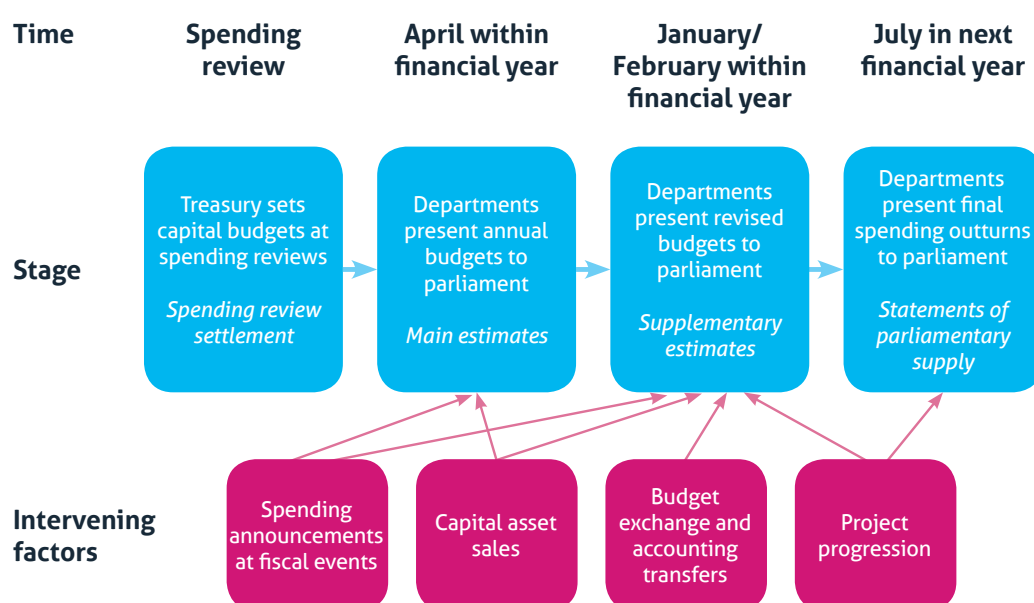 Time
Spending
review
April within
financial year
January/
February within
financial year
July in next
financial year
Stage
Treasury sets
capital budgets at
spending reviews
Spending review
settlement
Departments
present annual
budgets to
parliament
Main estimates
Departments
present revised
budgets to
parliament
Supplementary
estimates
Departments
present final
spending outturns
to parliament
Statements of
parliamentary
supply
Intervening
factors
Spending
announcements
at fiscal events
Capital asset
sales
Budget
exchange and
accounting
transfers
Project
progression